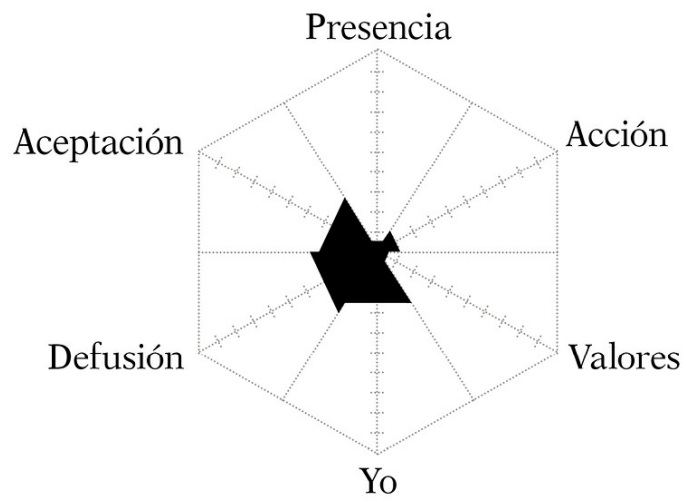 Presencia
Aceptación
Acción
Defusión
Valores
Yo